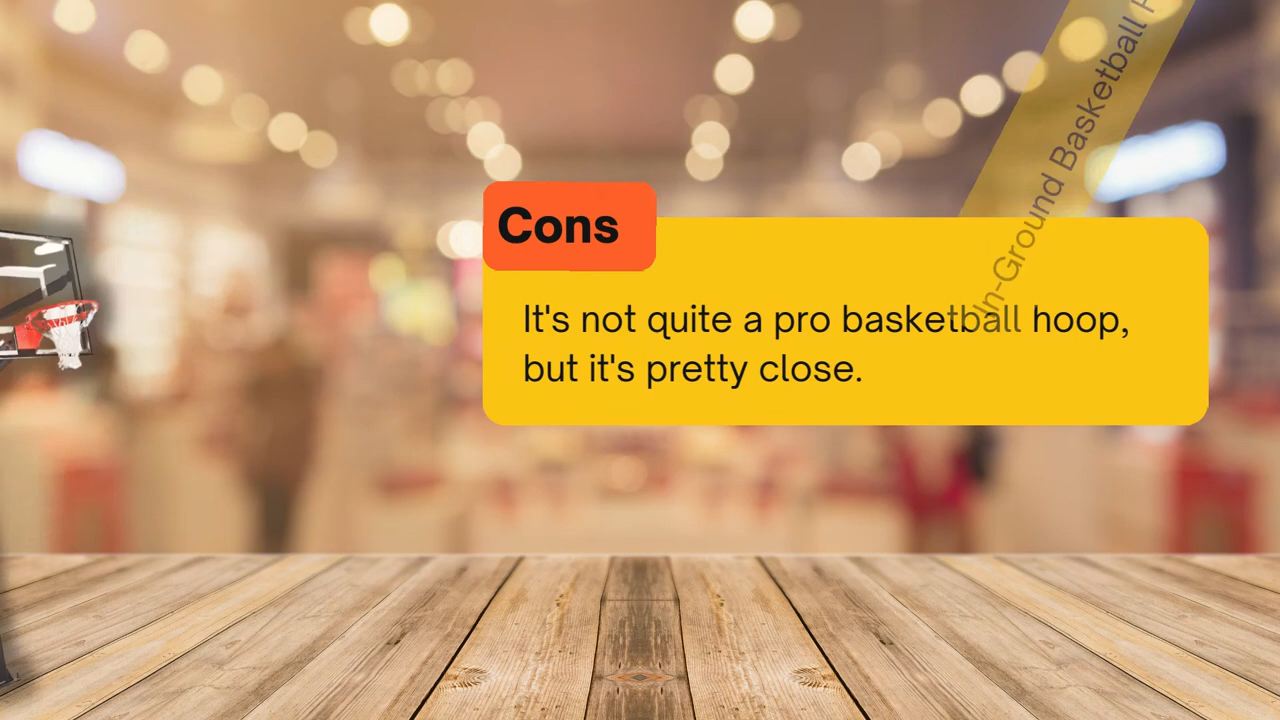 In-Ground Basketball
Cons
It's not quite a pro basketball hoop,
but it's pretty close.